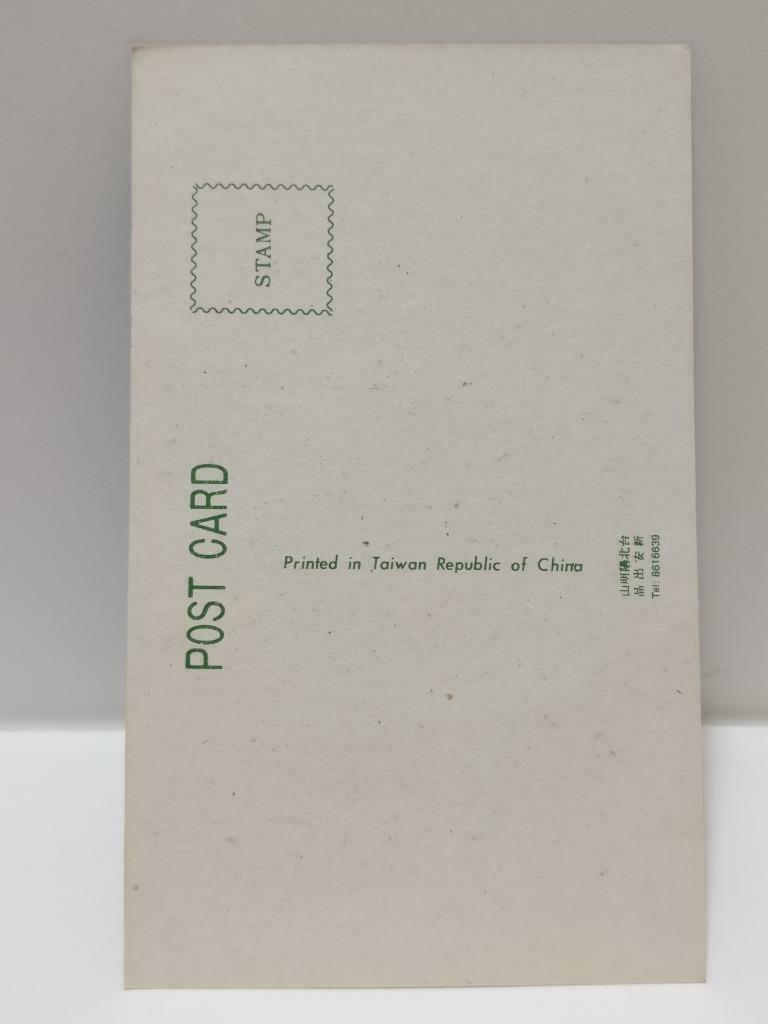 POST CARD
STAMP
Printed in Taiwan Republic of China
台北陽明山
新安出品
Tel: 8616639